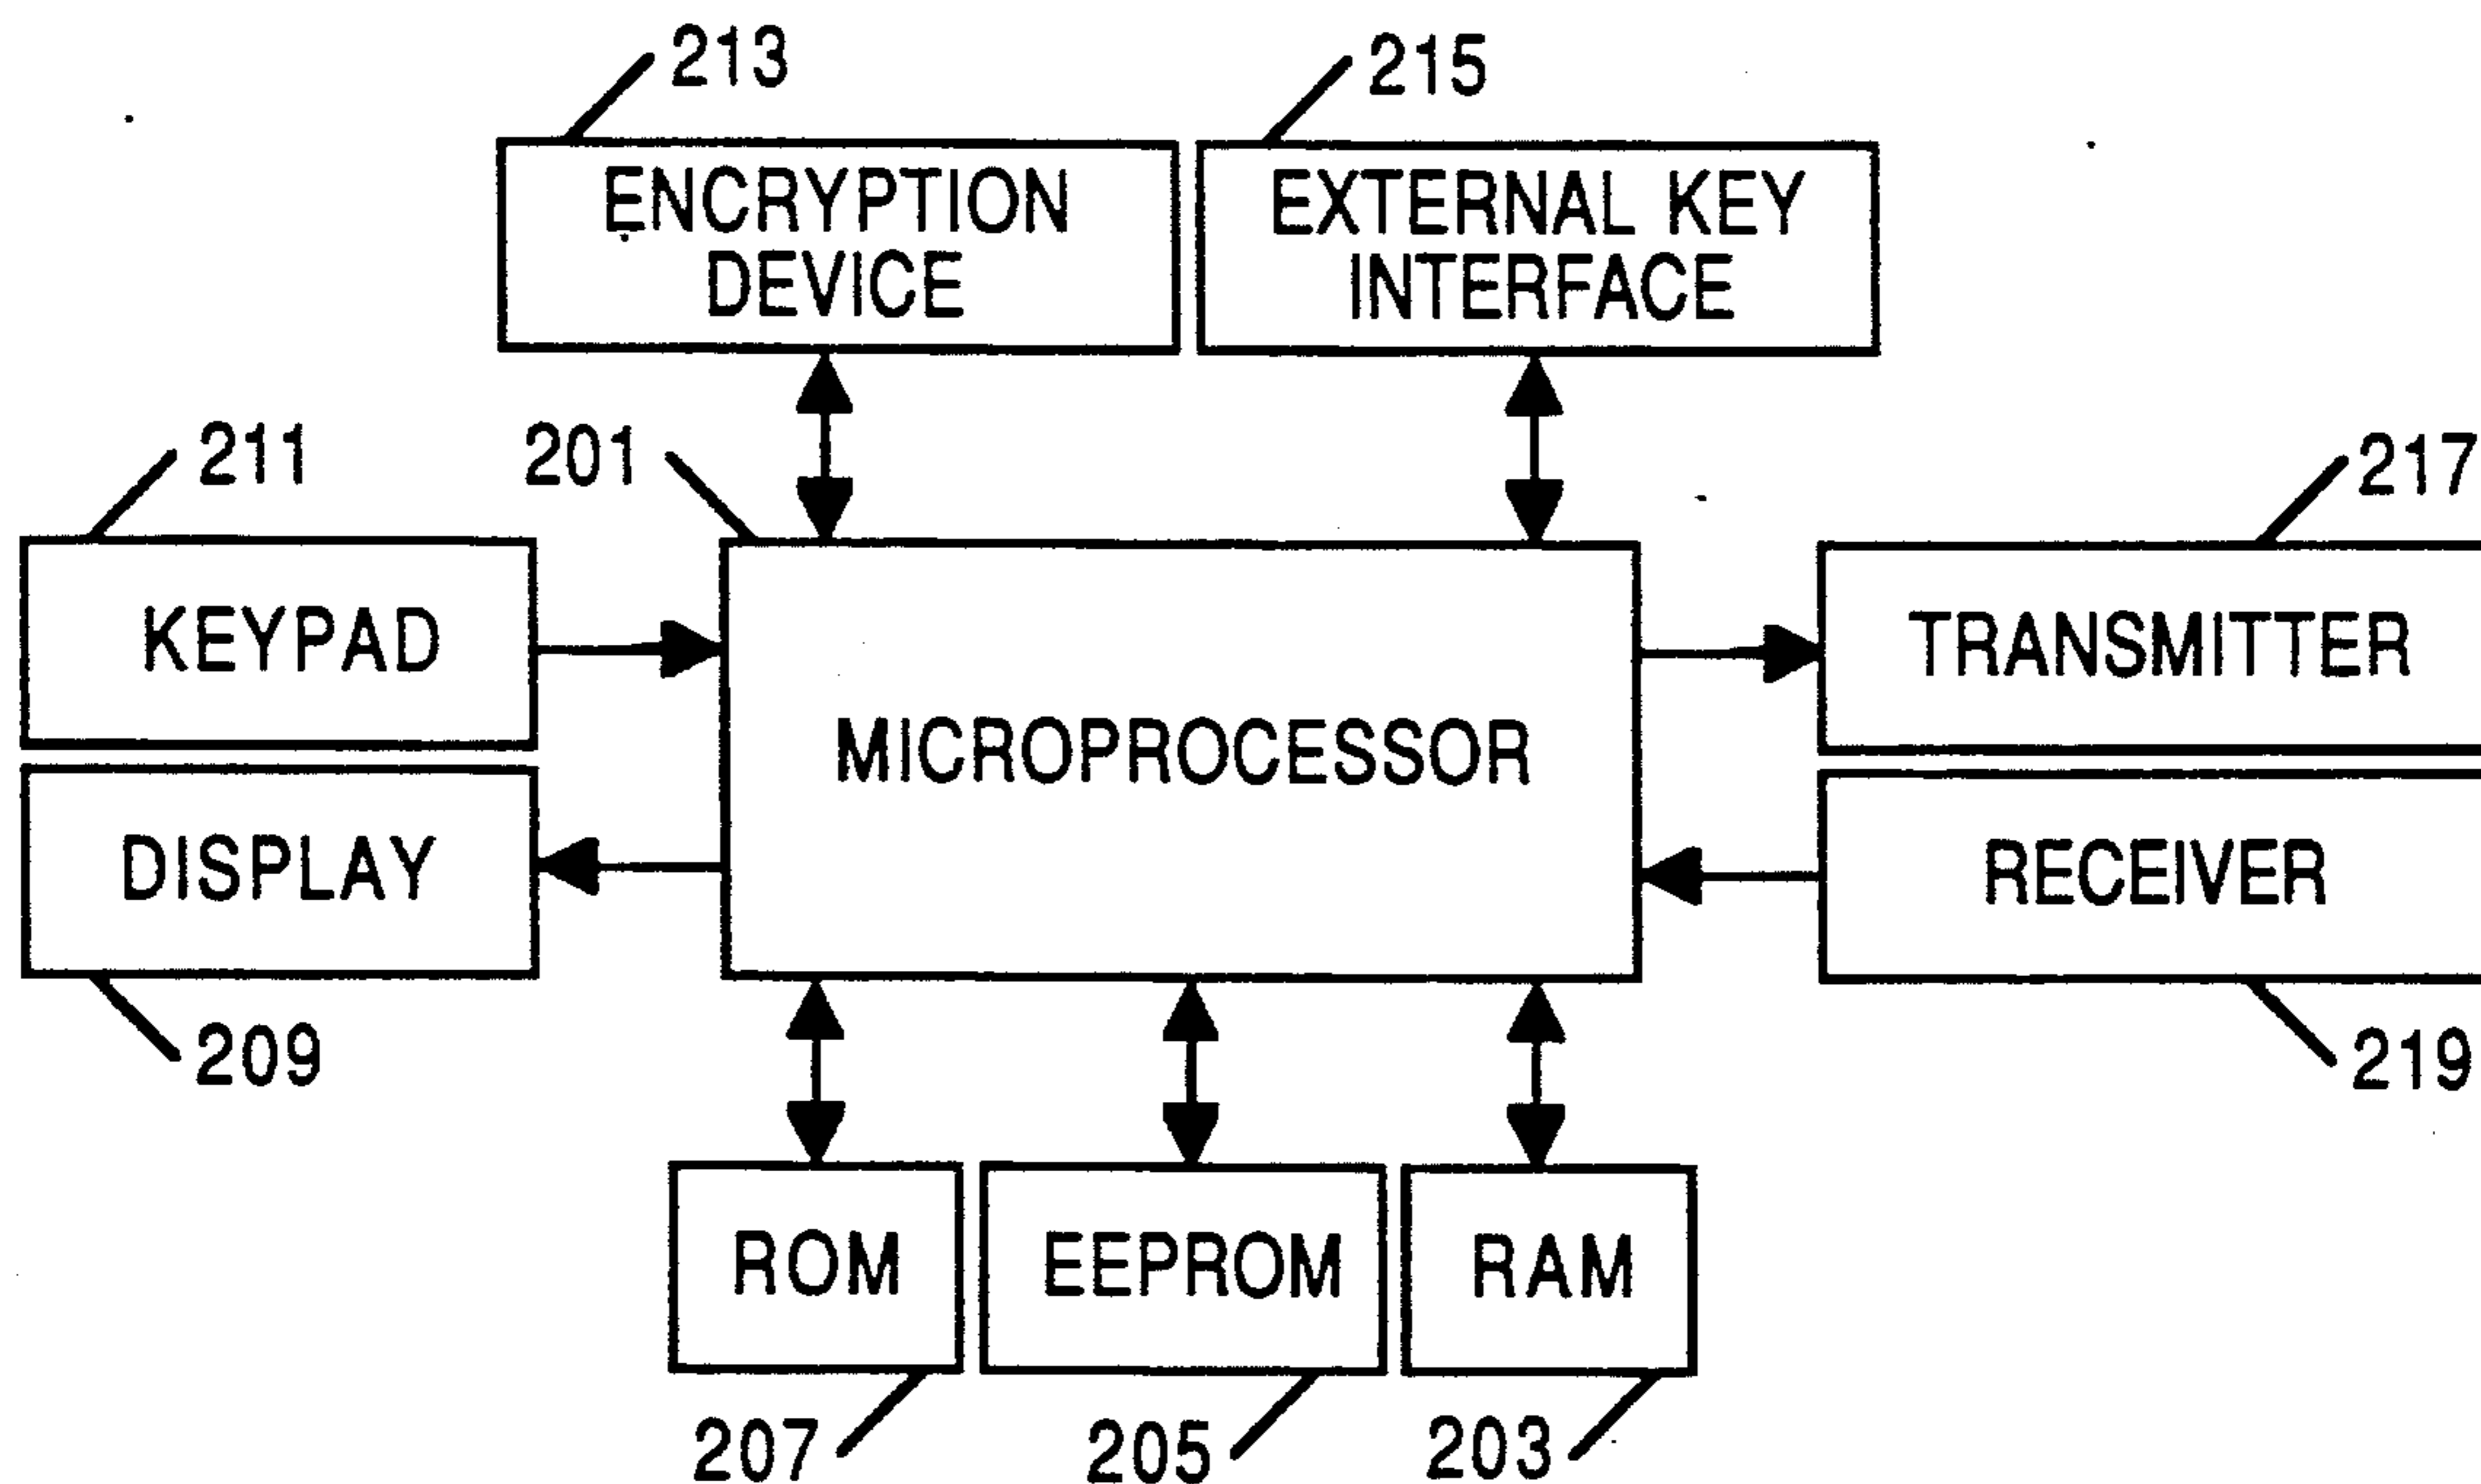 213
215
ENCRYPTION
DEVICE
EXTERNAL KEY
INTERFACE
211
201
217
KEYPAD
TRANSMITTER
MICROPROCESSOR
DISPLAY
RECEIVER
209
219
ROM
EEPROM
RAM
207
205
203